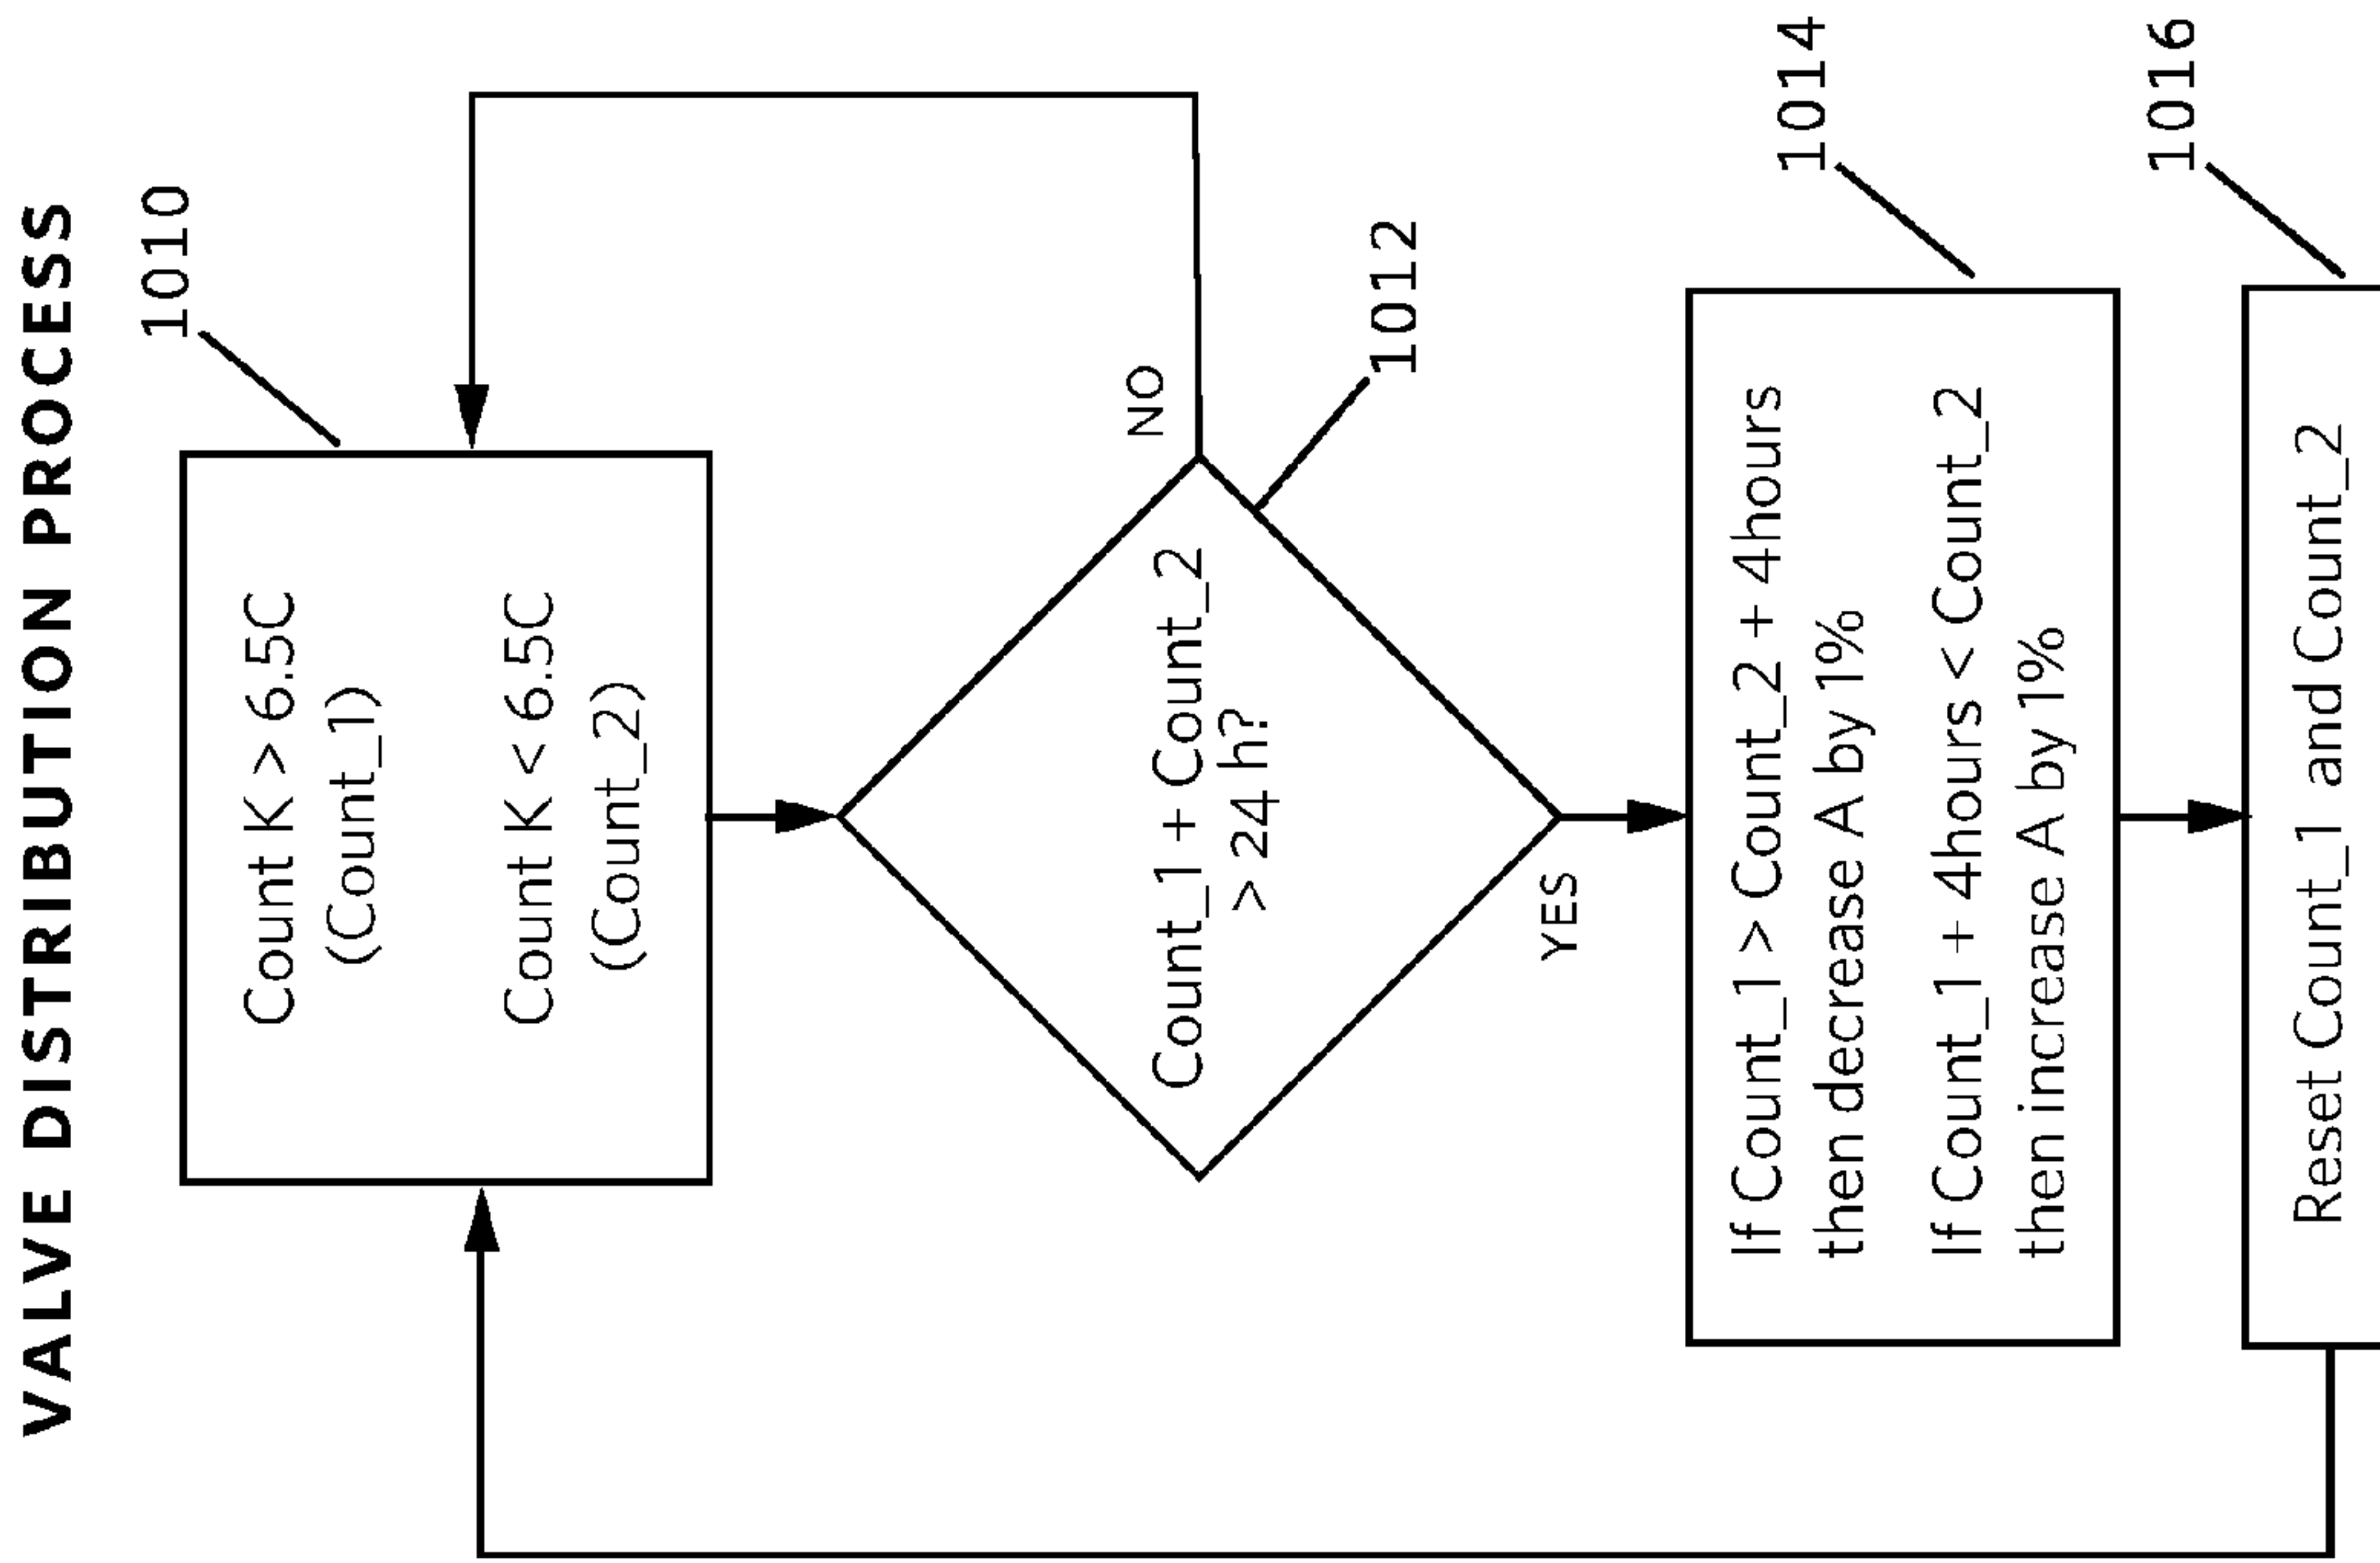 VALVE DISTRIBUTION PROCESS
1010
Count K > 6.5C
(Count_1)
Count K < 6.5C
(Count_2)
NO
1012
Count_1 + Count_2
> 24 h?
YES
1014
If Count_1 > Count_2 + 4hours
then decrease A by 1%
If Count_1 + 4hours < Count_2
then increase A by 1%
1016
Reset Count_1 and Count_2